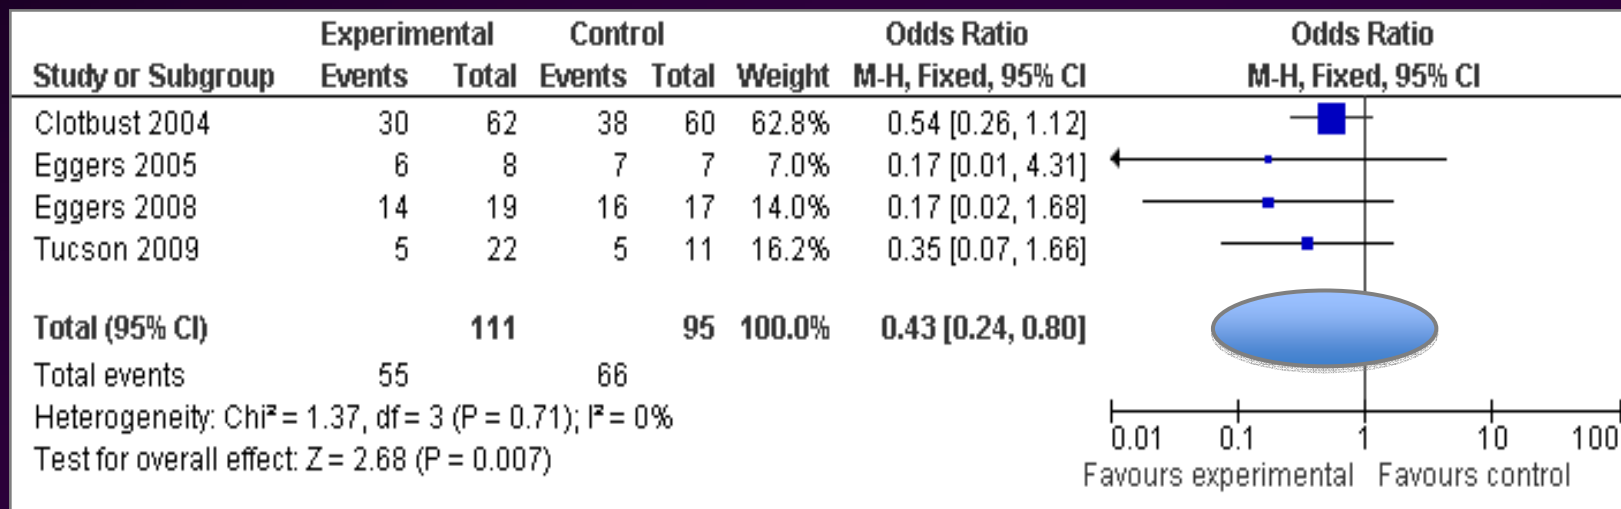 Experimental Control Odds Ratio Odds Ratio
Study or Subgroup Events Total Events Total Weight M-H, Fixed, 95% CI M-H, Fixed, 95% CI
Clotbust 2004 30 62 38 60 62.8% 0.54 [0.26, 1.12]
Eggers 2005 6 8 7 7 7.0% 0.17 [0.01, 4.31]
Eggers 2008 14 19 16 17 14.0% 0.17 [0.02, 1.68]
Tucson 2009 5 22 5 11 16.2% 0.35 [0.07, 1.66]
Total (95% CI) 111 95 100.0% 0.43 [0.24, 0.80]
Total events 55 66
Heterogeneity: Chi² = 1.37, df = 3 (P = 0.71); I² = 0%
Test for overall effect: Z = 2.68 (P = 0.007)
0.01 0.1 1 10 100
Favours experimental Favours control